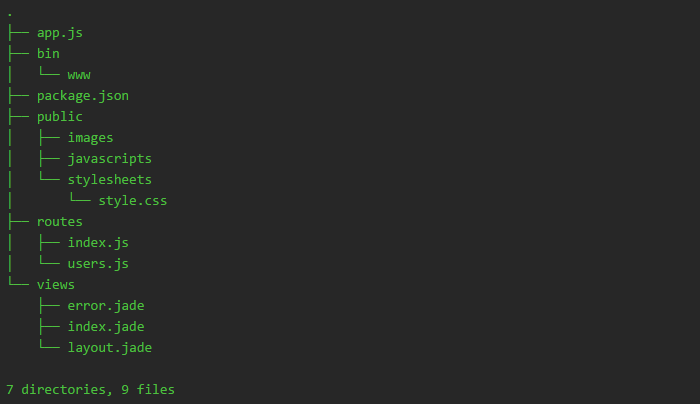 .
├── app.js
├── bin
│   └── www
├── package.json
├── public
│   ├── images
│   ├── javascripts
│   └── stylesheets
│       └── style.css
├── routes
│   ├── index.js
│   └── users.js
└── views
    ├── error.jade
    ├── index.jade
    └── layout.jade

7 directories, 9 files